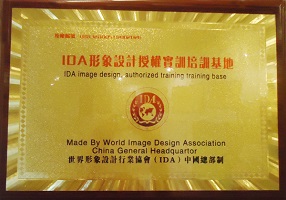 IDA形象設計授權實訓培訓基地
IDA image design, authorized training training base
IDA
Made By World Image Design Association
China General Headquartor
世界形象設計行業協會(IDA)中國總部制